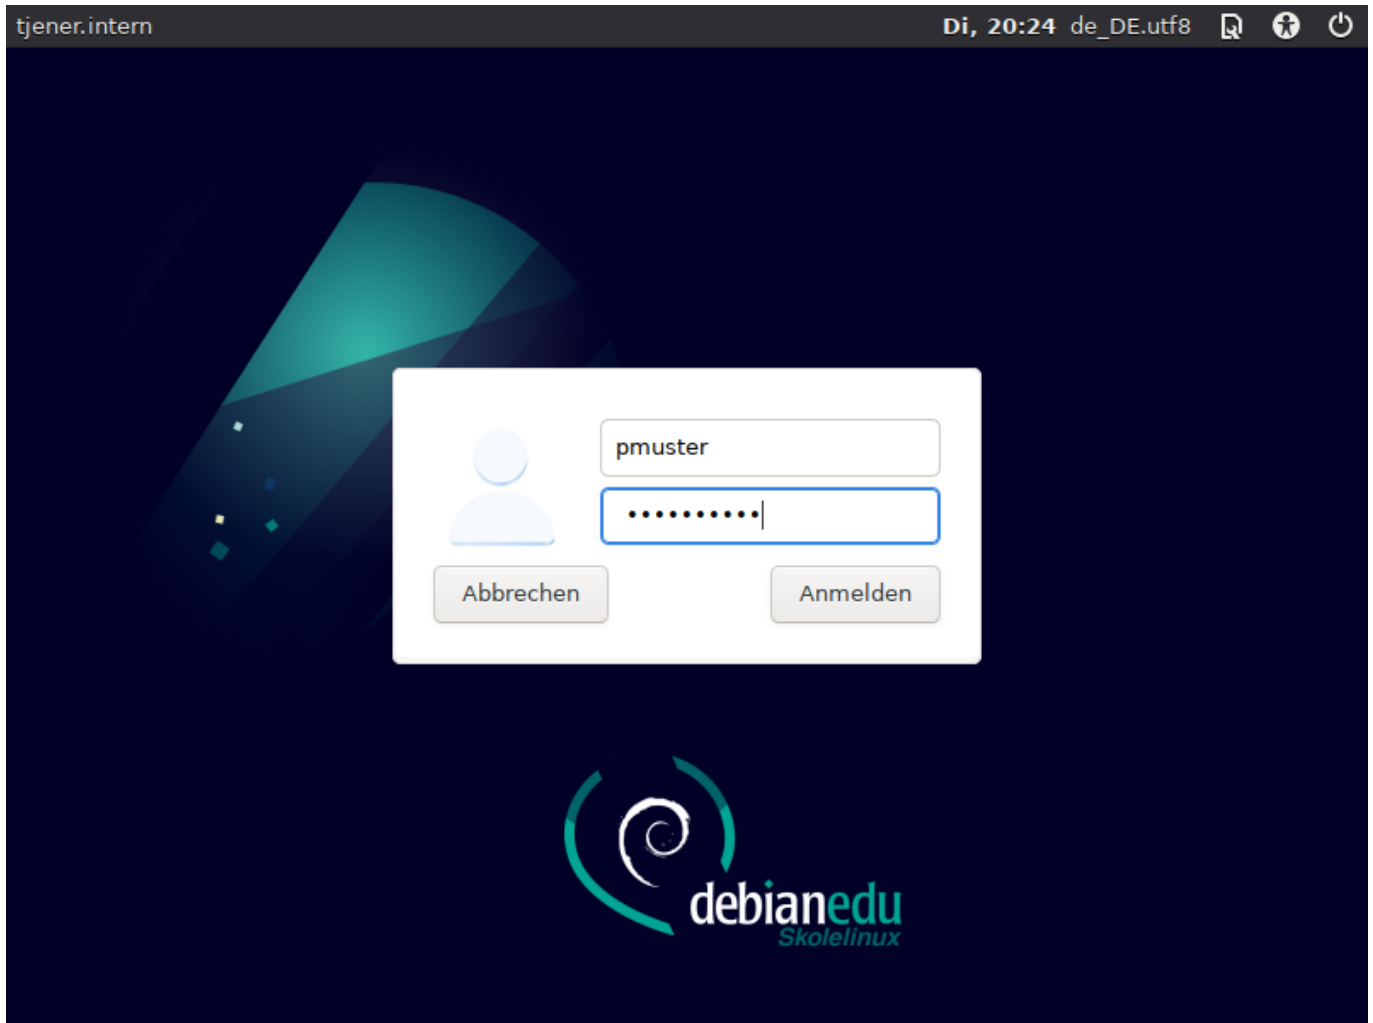 tjener.intern
Di, 20:24 de_DE.utf8
pmuster
••••••••••
Abbrechen
Anmelden
debianedu
Skolelinux